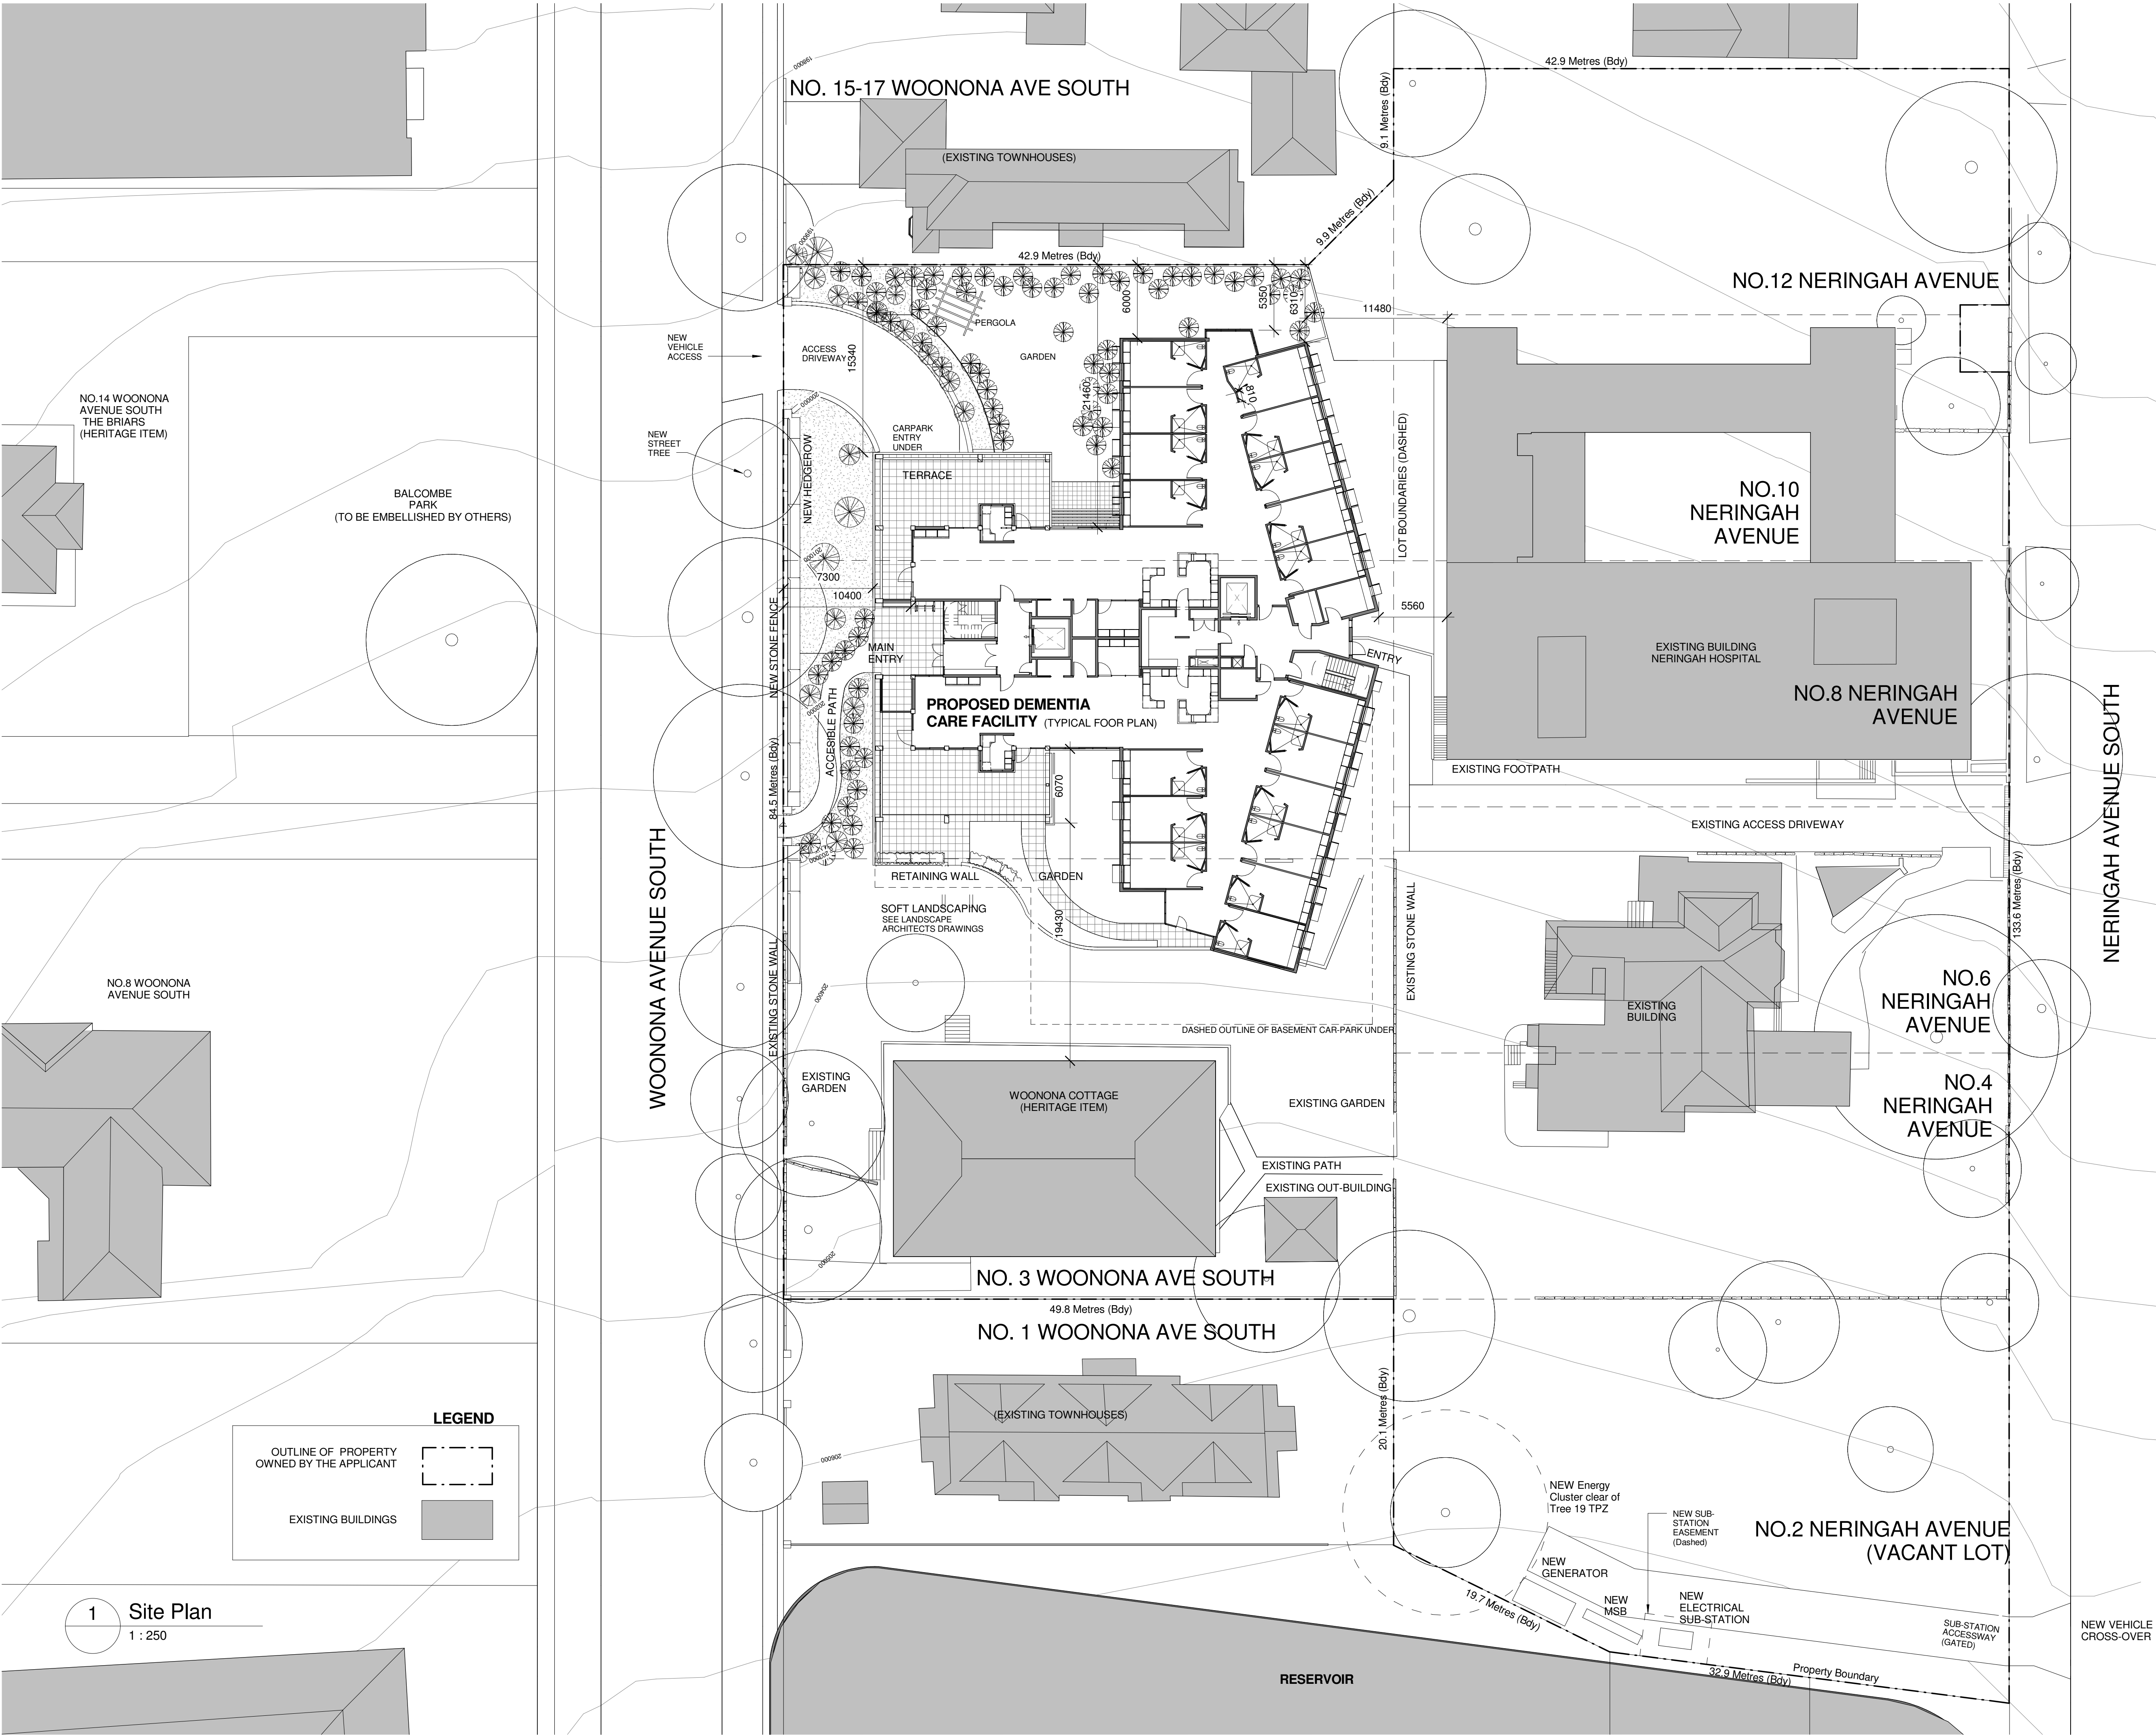 198000
NO. 15-17 WOONONA AVE SOUTH
(EXISTING TOWNHOUSES)
42.9 Metres (Bdy)
9.1 Metres (Bdy)
9.9 Metres (Bdy)
199000
42.9 Metres (Bdy)
NO.12 NERINGAH AVENUE
6000
5350
6310
11480
PERGOLA
NEW
VEHICLE
ACCESS
ACCESS
DRIVEWAY
15340
GARDEN
21460
810
200000
NO.14 WOONONA
AVENUE SOUTH
THE BRIARS
(HERITAGE ITEM)
NEW
STREET
TREE
NEW HEDGEROW
CARPARK
ENTRY
UNDER
TERRACE
LOT BOUNDARIES (DASHED)
BALCOMBE
PARK
(TO BE EMBELLISHED BY OTHERS)
NO.10
NERINGAH
AVENUE
201000
7300
10400
5560
NEW STONE FENCE
MAIN
ENTRY
ENTRY
EXISTING BUILDING
NERINGAH HOSPITAL
NO.8 NERINGAH
AVENUE
202000
ACCESIBLE PATH
PROPOSED DEMENTIA
CARE FACILITY (TYPICAL FOOR PLAN)
84.5 Metres (Bdy)
6070
EXISTING FOOTPATH
NERINGAH AVENUE SOUTH
EXISTING ACCESS DRIVEWAY
203000
RETAINING WALL
GARDEN
WOONONA AVENUE SOUTH
SOFT LANDSCAPING
SEE LANDSCAPE
ARCHITECTS DRAWINGS
19430
EXISTING STONE WALL
EXISTING STONE WALL
133.6 Metres (Bdy)
NO.8 WOONONA
AVENUE SOUTH
204000
DASHED OUTLINE OF BASEMENT CAR-PARK UNDER
EXISTING
BUILDING
NO.6
NERINGAH
AVENUE
EXISTING
GARDEN
WOONONA COTTAGE
(HERITAGE ITEM)
EXISTING GARDEN
NO.4
NERINGAH
AVENUE
EXISTING PATH
EXISTING OUT-BUILDING
205000
NO. 3 WOONONA AVE SOUTH
49.8 Metres (Bdy)
NO. 1 WOONONA AVE SOUTH
20.1 Metres (Bdy)
(EXISTING TOWNHOUSES)
206000
LEGEND
OUTLINE OF PROPERTY
OWNED BY THE APPLICANT
EXISTING BUILDINGS
NEW Energy
Cluster clear of
Tree 19 TPZ
NEW SUB-
STATION
EASEMENT
(Dashed)
NO.2 NERINGAH AVENUE
(VACANT LOT)
NEW
GENERATOR
19.7 Metres (Bdy)
NEW
MSB
NEW
ELECTRICAL
SUB-STATION
SUB-STATION
ACCESSWAY
(GATED)
NEW VEHICLE
CROSS-OVER
1
Site Plan
1 : 250
RESERVOIR
32.9 Metres (Bdy)
Property Boundary